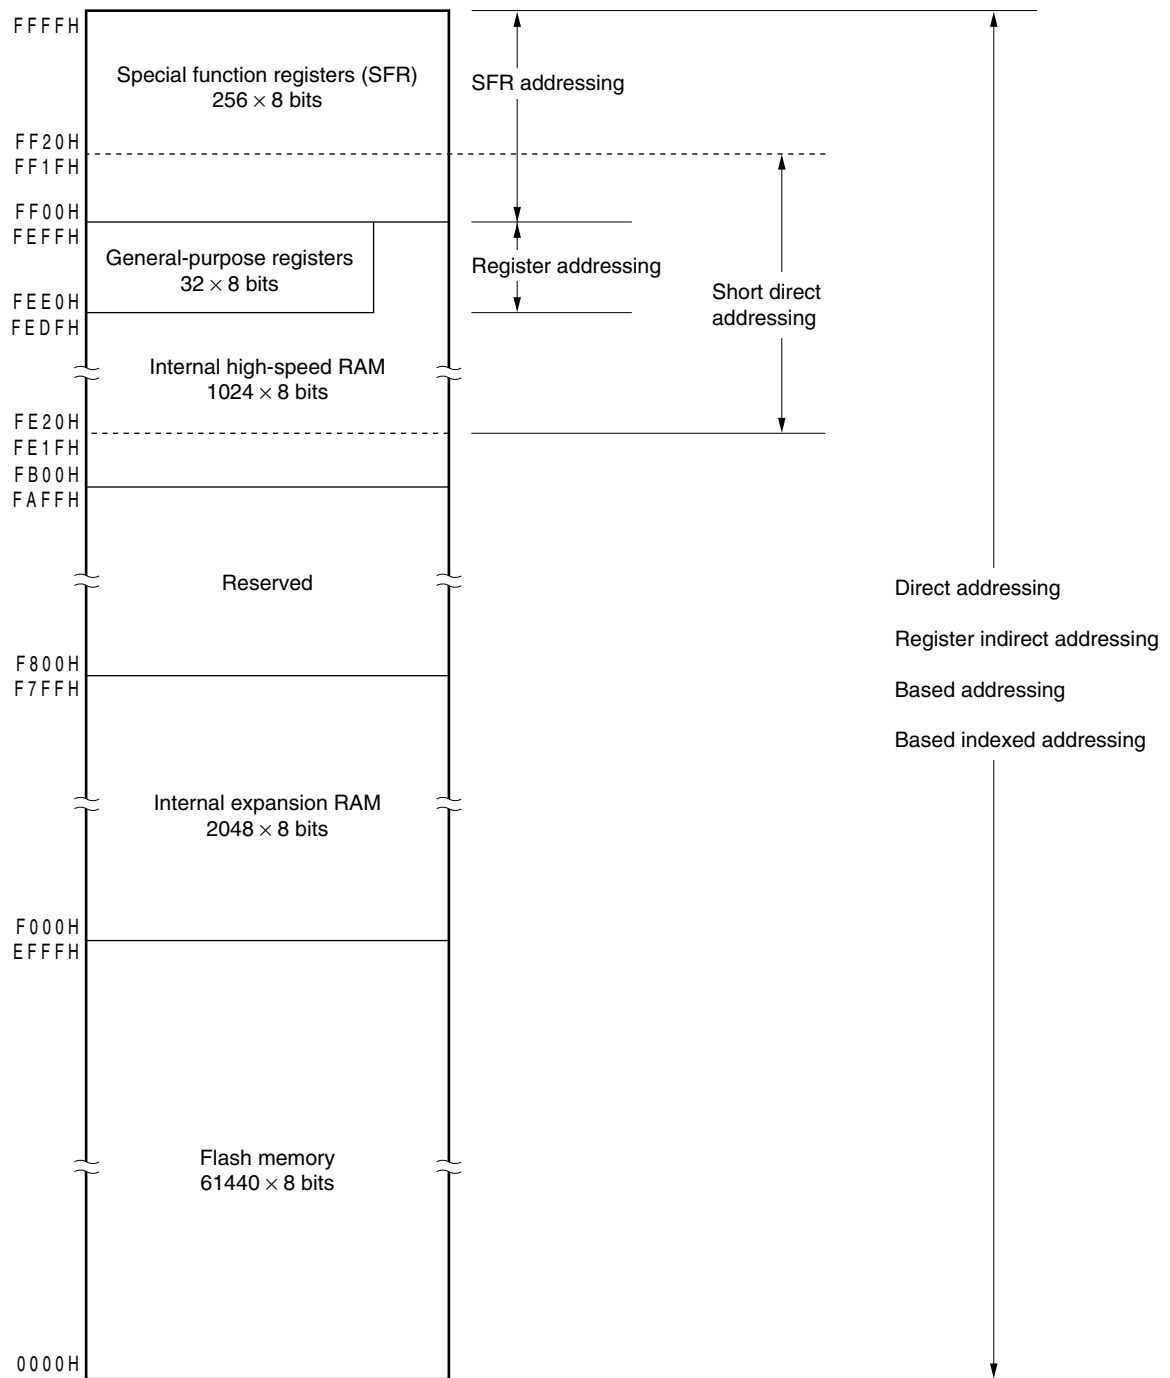 FFFFH
Special function registers (SFR)
256 × 8 bits
SFR addressing
FF20H
FF1FH
FF00H
FEFFH
General-purpose registers
32 × 8 bits
Register addressing
FEE0H
FEDFH
Short direct
addressing
Internal high-speed RAM
1024 × 8 bits
FE20H
FE1FH
FB00H
FAFFH
Reserved
Direct addressing
Register indirect addressing
Based addressing
Based indexed addressing
F800H
F7FFH
Internal expansion RAM
2048 × 8 bits
F000H
EFFFH
Flash memory
61440 × 8 bits
0000H